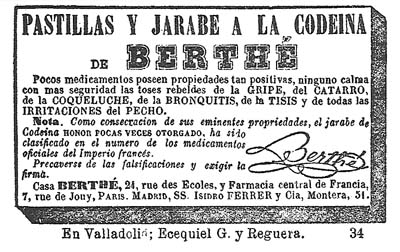 PASTILLAS Y JARABE A LA CODEINA
DE BERTHÉ
Pocos medicamentos poseen propiedades tan positivas, ninguno calma
con mas seguridad las toses rebeldes de la GRIPE, del CATARRO,
de la COQUELUCHE, de la BRONQUITIS, de la TISIS y de todas las
IRRITACIONES del PECHO.
Nota. Como consercacion de sus eminentes propiedades, el jarabe de
Codeina HONOR POCAS VECES OTORGADO, ha sido
clasificado en el numero de los medicamentos
oficiales del Imperio francés.
Precaverse de las falsificaciones y exigir la
firma.
Berthé
Casa BERTHÉ, 24, rue des Ecoles, y Farmacia central de Francia,
7, rue de Jouy, PARIS. MADRID, SS. ISIDRO FERRER y Cia, Montera, 51.
En Valladolid; Ecequiel G. y Reguera. 34